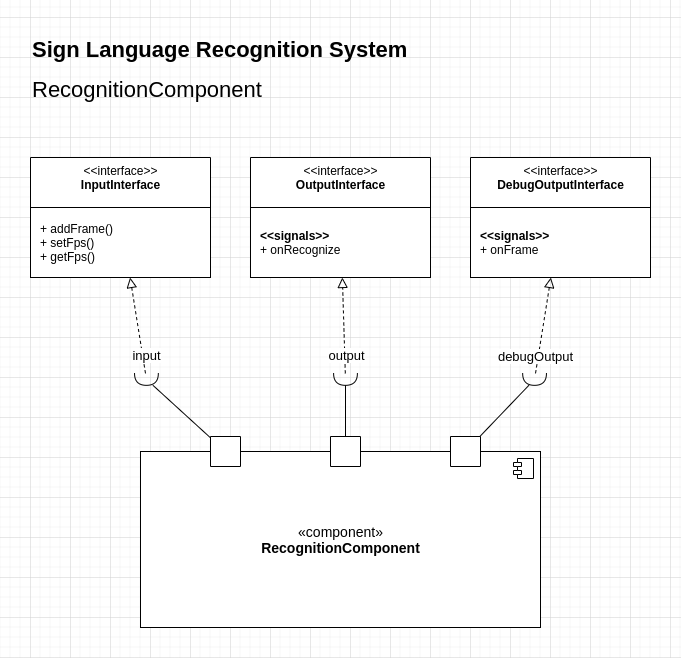 Sign Language Recognition System
RecognitionComponent
<<interface>>
InputInterface
+ addFrame()
+ setFps()
+ getFps()
<<interface>>
OutputInterface
<<signals>>
+ onRecognize
<<interface>>
DebugOutputInterface
<<signals>>
+ onFrame
input
output
debugOutput
«component»
RecognitionComponent